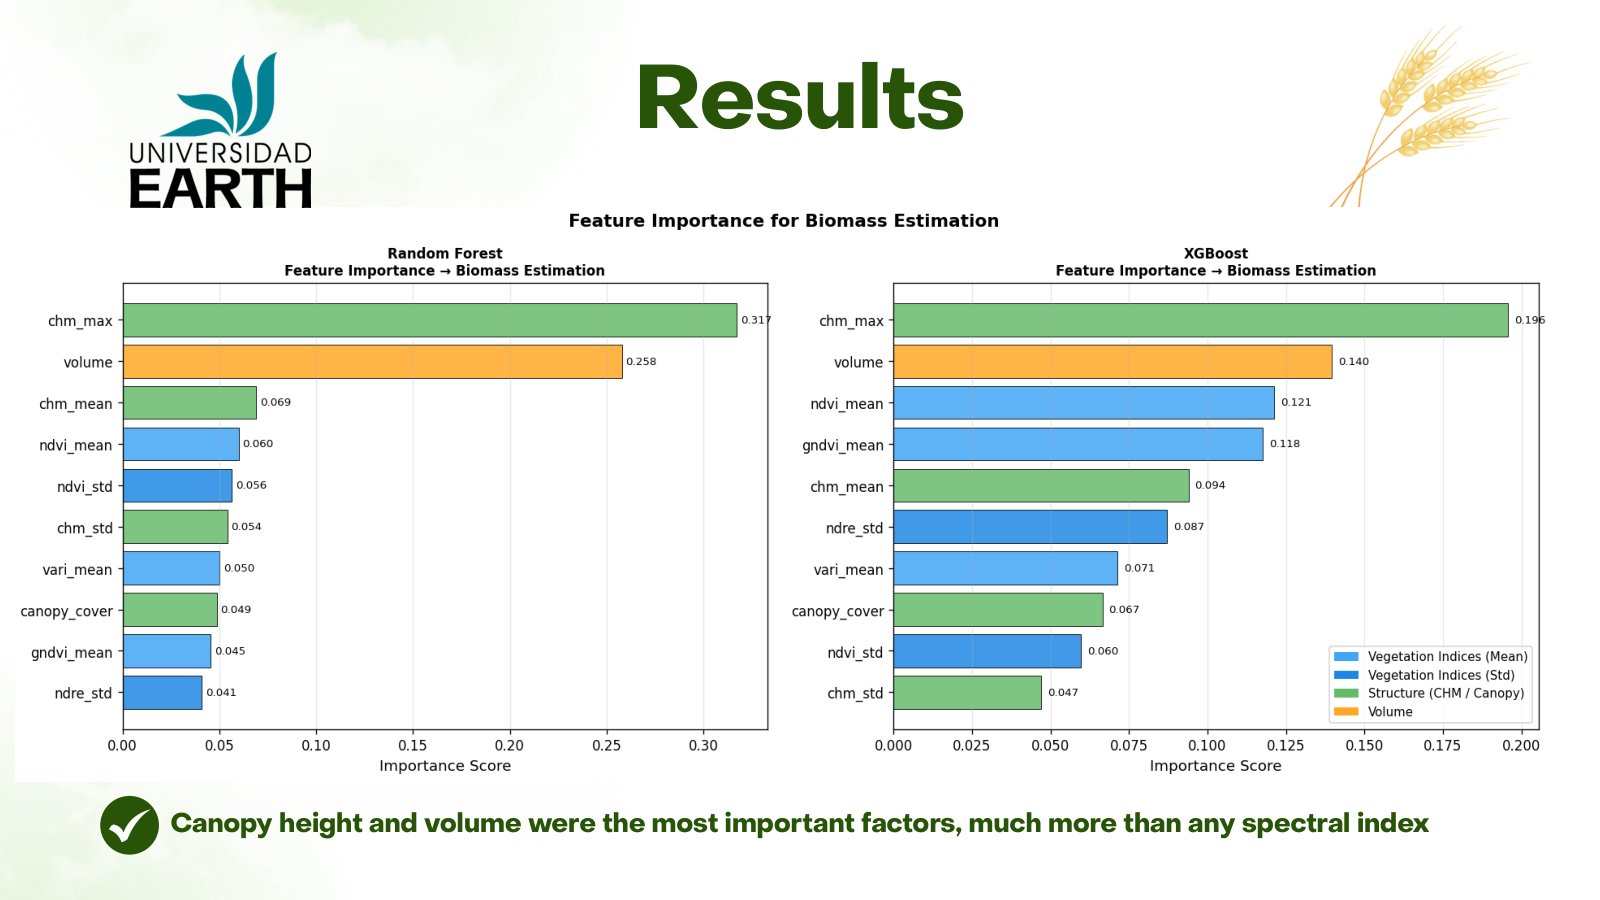 UNIVERSIDAD
EARTH
Results
Feature Importance for Biomass Estimation
Random Forest
Feature Importance → Biomass Estimation
chm_max
0.317
volume
0.258
chm_mean
0.069
ndvi_mean
0.060
ndvi_std
0.056
chm_std
0.054
vari_mean
0.050
canopy_cover
0.049
gndvi_mean
0.045
ndre_std
0.041
0.00 0.05 0.10 0.15 0.20 0.25 0.30
Importance Score
XGBoost
Feature Importance → Biomass Estimation
chm_max
0.196
volume
0.140
ndvi_mean
0.121
gndvi_mean
0.118
chm_mean
0.094
ndre_std
0.087
vari_mean
0.071
canopy_cover
0.067
ndvi_std
0.060
chm_std
0.047
Vegetation Indices (Mean)
Vegetation Indices (Std)
Structure (CHM / Canopy)
Volume
0.000 0.025 0.050 0.075 0.100 0.125 0.150 0.175 0.200
Importance Score
Canopy height and volume were the most important factors, much more than any spectral index